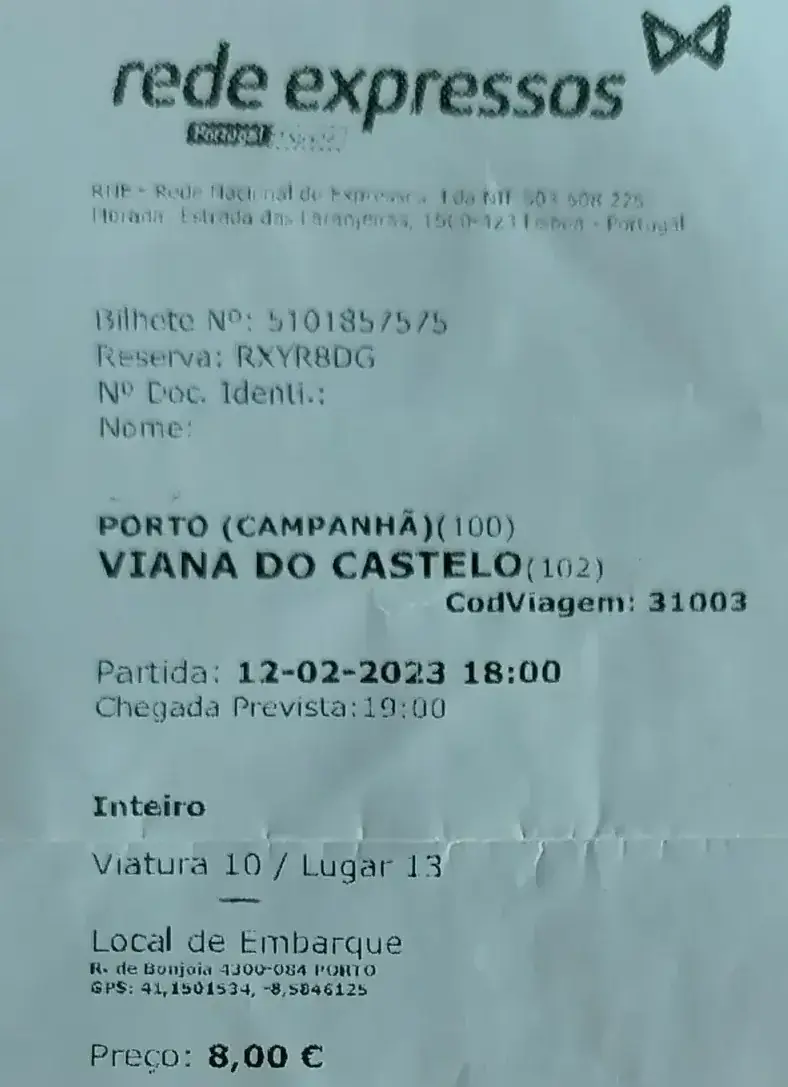 rede expressos
Portugal
RNE - Rede Nacional de Expressos, Lda NIF 503 508 225
Morada: Estrada das Laranjeiras, 1500-423 Lisboa - Portugal
Bilhete Nº: 5101857575
Reserva: RXYR8DG
Nº Doc. Identi.:
Nome:
PORTO (CAMPANHÃ)(100)
VIANA DO CASTELO(102)
CodViagem: 31003
Partida: 12-02-2023 18:00
Chegada Prevista:19:00
Inteiro
Viatura 10 / Lugar 13
Local de Embarque
R. de Bonjoia 4300-084 PORTO
GPS: 41,1501534, -8,5846125
Preço: 8,00 €